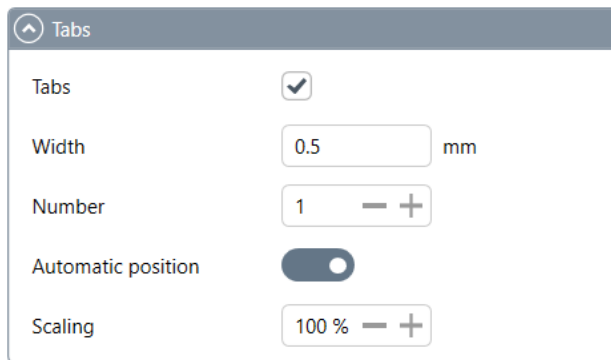 Tabs
Tabs
Width 0.5 mm
Number 1
Automatic position
Scaling 100 %